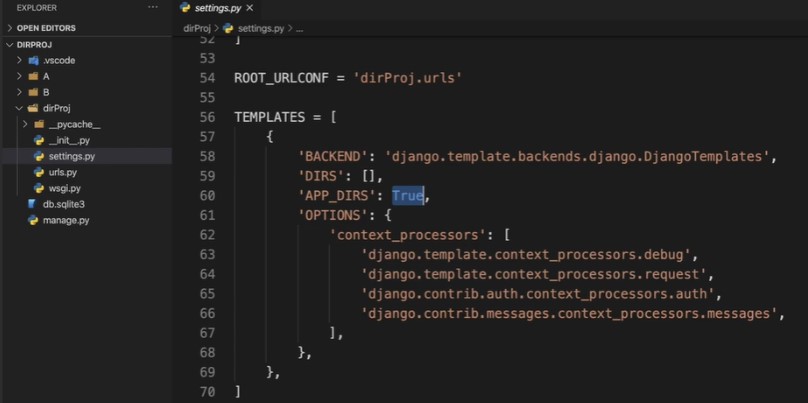 EXPLORER
...
OPEN EDITORS
DIRPROJ
.vscode
A
B
dirProj
__pycache__
__init__.py
settings.py
urls.py
wsgi.py
db.sqlite3
manage.py
settings.py ×
dirProj > settings.py > ...
52 ]
53
54 ROOT_URLCONF = 'dirProj.urls'
55
56 TEMPLATES = [
57 {
58 'BACKEND': 'django.template.backends.django.DjangoTemplates',
59 'DIRS': [],
60 'APP_DIRS': True,
61 'OPTIONS': {
62 'context_processors': [
63 'django.template.context_processors.debug',
64 'django.template.context_processors.request',
65 'django.contrib.auth.context_processors.auth',
66 'django.contrib.messages.context_processors.messages',
67 ],
68 },
69 },
70 ]